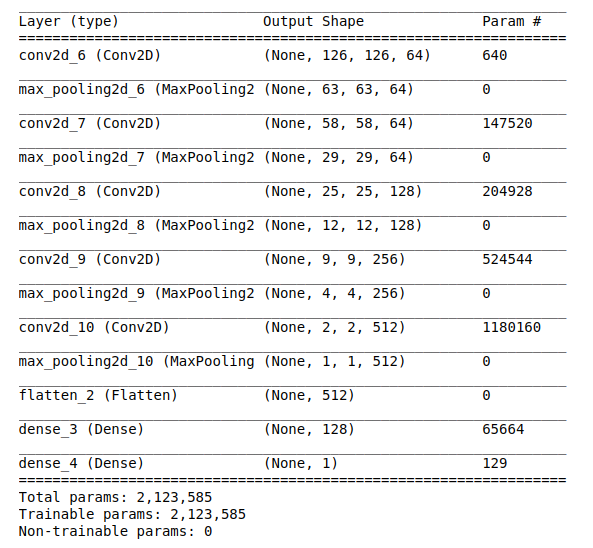 Layer (type) Output Shape Param #
conv2d_6 (Conv2D) (None, 126, 126, 64) 640
max_pooling2d_6 (MaxPooling2 (None, 63, 63, 64) 0
conv2d_7 (Conv2D) (None, 58, 58, 64) 147520
max_pooling2d_7 (MaxPooling2 (None, 29, 29, 64) 0
conv2d_8 (Conv2D) (None, 25, 25, 128) 204928
max_pooling2d_8 (MaxPooling2 (None, 12, 12, 128) 0
conv2d_9 (Conv2D) (None, 9, 9, 256) 524544
max_pooling2d_9 (MaxPooling2 (None, 4, 4, 256) 0
conv2d_10 (Conv2D) (None, 2, 2, 512) 1180160
max_pooling2d_10 (MaxPooling (None, 1, 1, 512) 0
flatten_2 (Flatten) (None, 512) 0
dense_3 (Dense) (None, 128) 65664
dense_4 (Dense) (None, 1) 129
Total params: 2,123,585
Trainable params: 2,123,585
Non-trainable params: 0